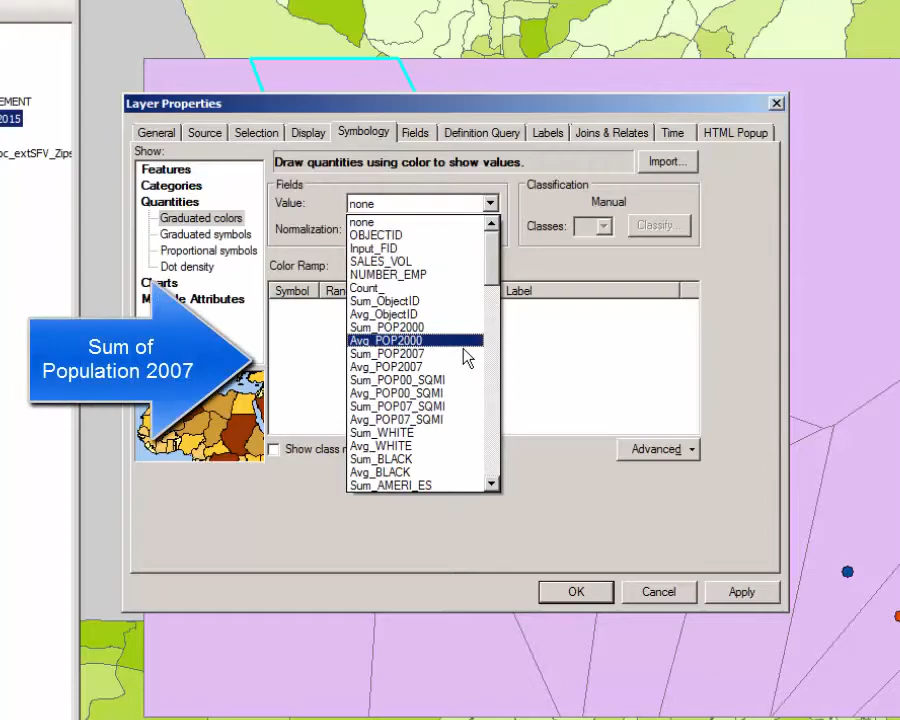 EMENT
2015
oc_extSFV_Zips
Layer Properties
General Source Selection Display Symbology Fields Definition Query Labels Joins & Relates Time HTML Popup
Show:
Features
Categories
Quantities
Graduated colors
Graduated symbols
Proportional symbols
Dot density
Charts
Attributes
Draw quantities using color to show values.
Import...
Fields
Value: none
Normalization:
Classification
Manual
Classes:
Classify...
Color Ramp:
Symbol Ran Label
none
OBJECTID
Input_FID
SALES_VOL
NUMBER_EMP
Count_
Sum_ObjectID
Avg_ObjectID
Sum_POP2000
Avg_POP2000
Sum_POP2007
Avg_POP2007
Sum_POP00_SQMI
Avg_POP00_SQMI
Sum_POP07_SQMI
Avg_POP07_SQMI
Sum_WHITE
Avg_WHITE
Sum_BLACK
Avg_BLACK
Sum_AMERI_ES
Sum of
Population 2007
Show class r
Advanced
OK Cancel Apply